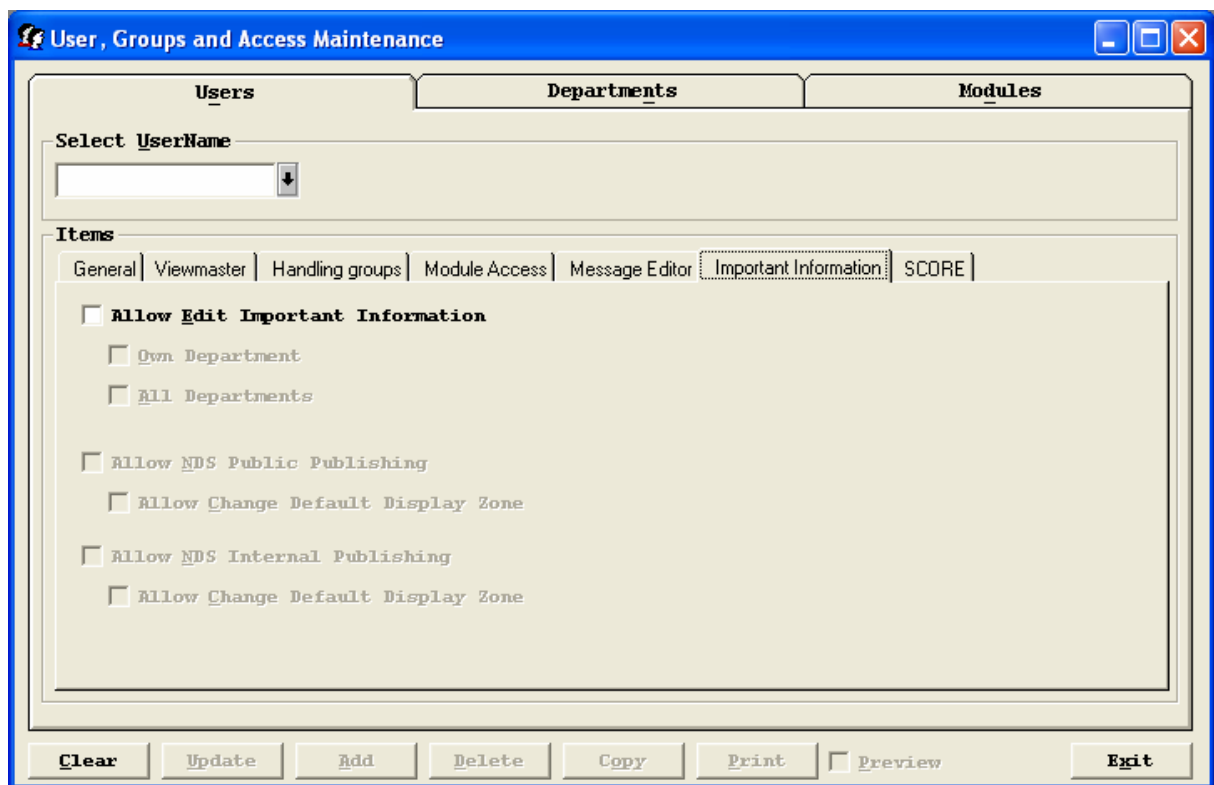 User, Groups and Access Maintenance
Users Departments Modules
Select UserName
Items
General Viewmaster Handling groups Module Access Message Editor Important Information SCORE
Allow Edit Important Information
Own Department
All Departments
Allow NDS Public Publishing
Allow Change Default Display Zone
Allow NDS Internal Publishing
Allow Change Default Display Zone
Clear Update Add Delete Copy Print Preview Exit